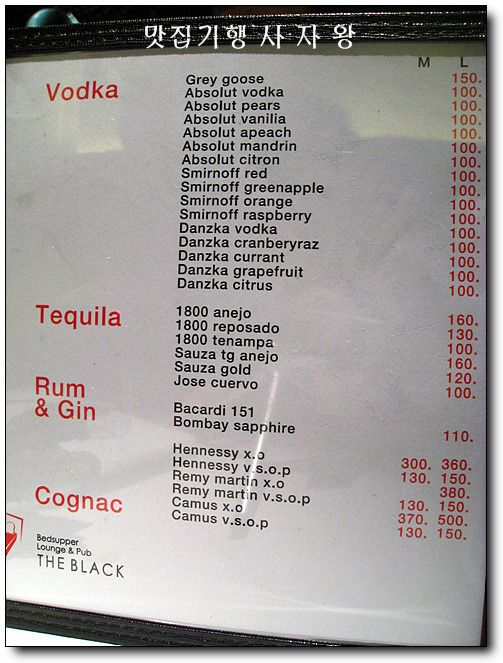 맛집기행 사자왕
M L
Vodka
Grey goose 150.
Absolut vodka 100.
Absolut pears 100.
Absolut vanilia 100.
Absolut apeach 100.
Absolut mandrin 100.
Absolut citron 100.
Smirnoff red 100.
Smirnoff greenapple 100.
Smirnoff orange 100.
Smirnoff raspberry 100.
Danzka vodka 100.
Danzka cranberyraz 100.
Danzka currant 100.
Danzka grapefruit 100.
Danzka citrus 100.
Tequila
1800 anejo 160.
1800 reposado 130.
1800 tenampa 100.
Sauza tg anejo 160.
Sauza gold 120.
Jose cuervo 100.
Rum
& Gin
Bacardi 151
Bombay sapphire 110.
Cognac
Hennessy x.o 300. 360.
Hennessy v.s.o.p 130. 150.
Remy martin x.o 380.
Remy martin v.s.o.p 130. 150.
Camus x.o 370. 500.
Camus v.s.o.p 130. 150.
Bedsupper
Lounge & Pub
THE BLACK